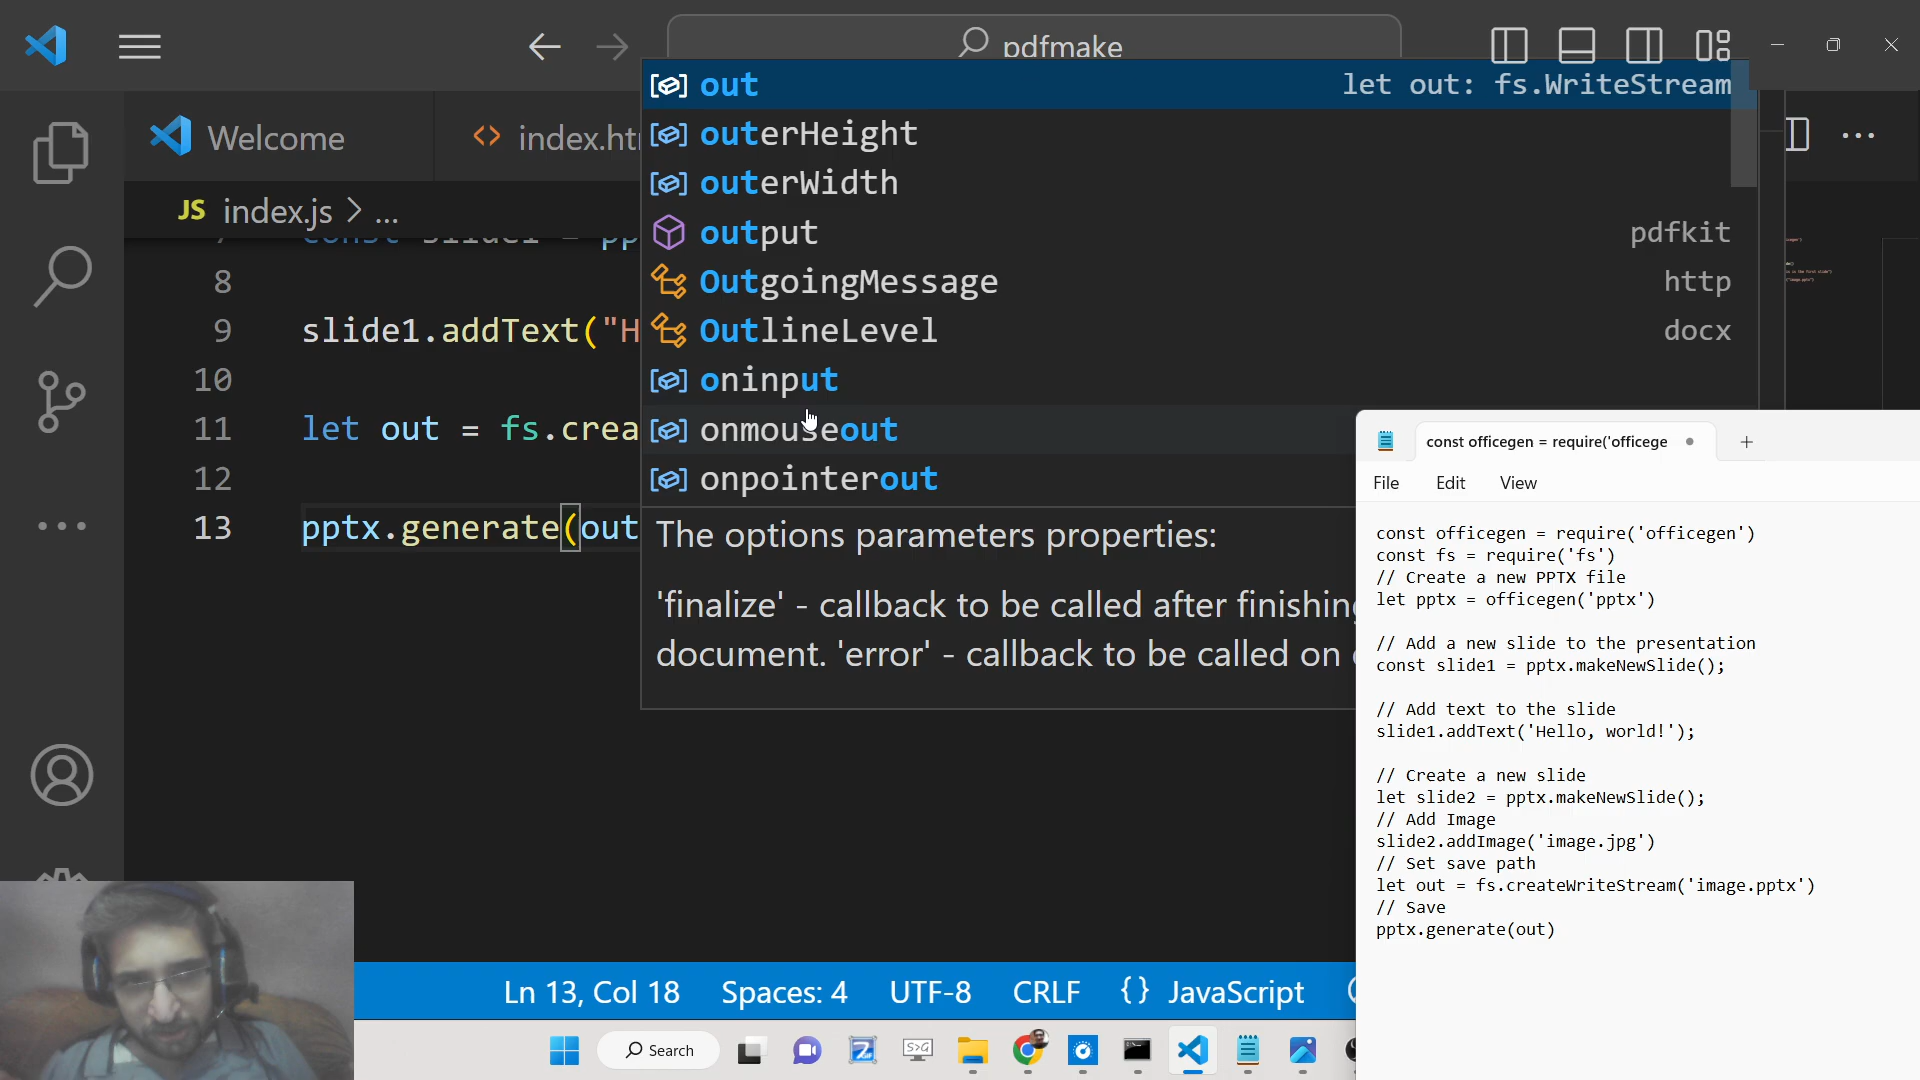 pdfmake
out let out: fs.WriteStream
outerHeight
outerWidth
output pdfkit
OutgoingMessage http
OutlineLevel docx
oninput
onmouseout
onpointerout
The options parameters properties:
'finalize' - callback to be called after finishing
document. 'error' - callback to be called on
Welcome
<> index.ht
JS index.js > ...
8
9 slide1.addText("H
10
11 let out = fs.crea
12
13 pptx.generate(out
const officegen = require('officege
File Edit View
const officegen = require('officegen')
const fs = require('fs')
// Create a new PPTX file
let pptx = officegen('pptx')
// Add a new slide to the presentation
const slide1 = pptx.makeNewSlide();
// Add text to the slide
slide1.addText('Hello, world!');
// Create a new slide
let slide2 = pptx.makeNewSlide();
// Add Image
slide2.addImage('image.jpg')
// Set save path
let out = fs.createWriteStream('image.pptx')
// Save
pptx.generate(out)
Ln 13, Col 18 Spaces: 4 UTF-8 CRLF {} JavaScript
Search